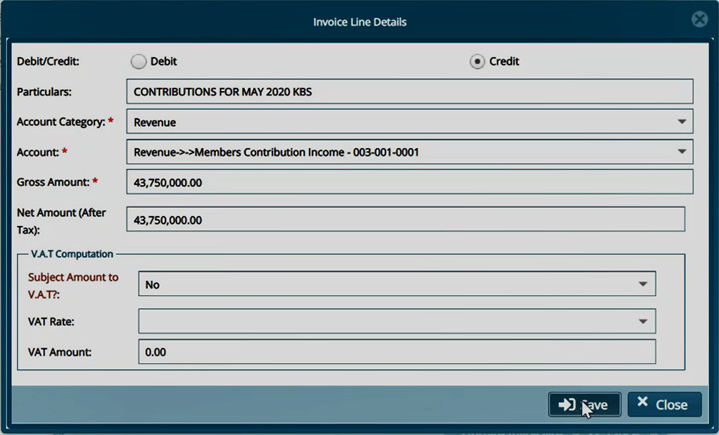 Invoice Line Details
Debit/Credit: Debit Credit
Particulars: CONTRIBUTIONS FOR MAY 2020 KBS
Account Category: * Revenue
Account: * Revenue->->Members Contribution Income - 003-001-0001
Gross Amount: * 43,750,000.00
Net Amount (After
Tax): 43,750,000.00
V.A.T Computation
Subject Amount to
V.A.T?: No
VAT Rate:
VAT Amount: 0.00
Save Close